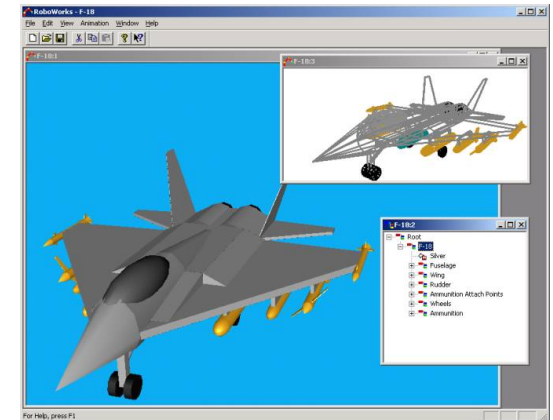 RoboWorks - F-18
File Edit View Animation Window Help
F-18:1
F-18:3
F-18:2
Root
F-18
Silver
Fuselage
Wing
Rudder
Ammunition Attach Points
Wheels
Ammunition
For Help, press F1